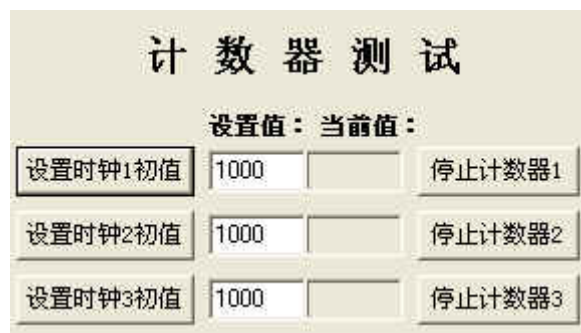 计数器测试
设置值： 当前值：
设置时钟1初值 1000 停止计数器1
设置时钟2初值 1000 停止计数器2
设置时钟3初值 1000 停止计数器3